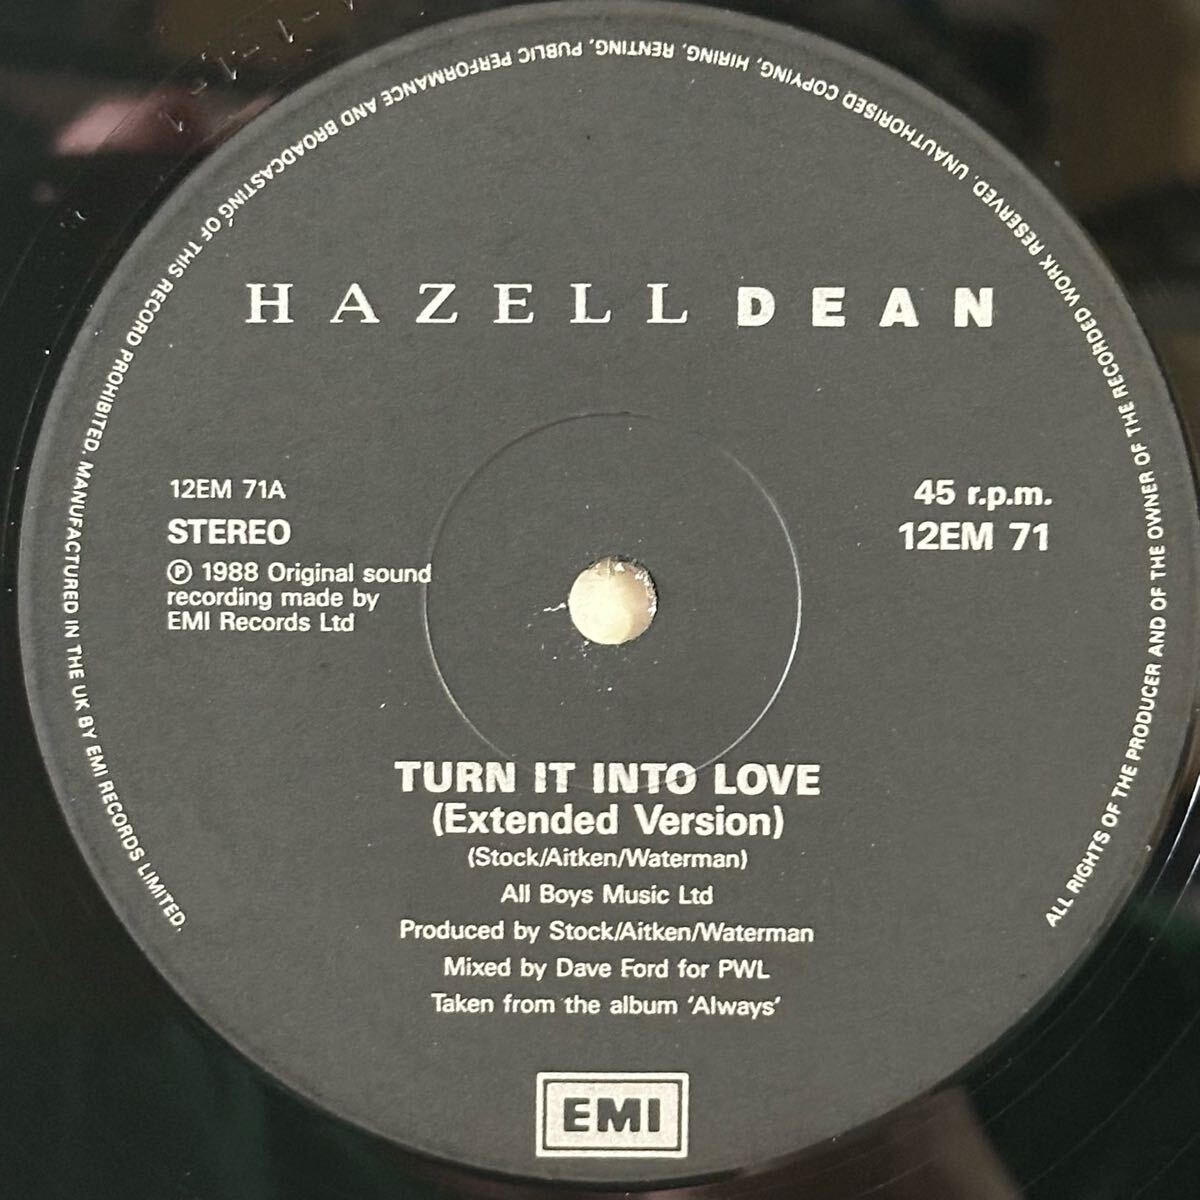 ALL RIGHTS OF THE PRODUCER AND OF THE OWNER OF THE RECORDED WORK RESERVED. UNAUTHORISED COPYING, HIRING, RENTING, PUBLIC PERFORMANCE AND BROADCASTING OF THIS RECORD PROHIBITED. MANUFACTURED IN THE UK BY EMI RECORDS LIMITED.
HAZELL DEAN
12EM 71A
STEREO
℗ 1988 Original sound
recording made by
EMI Records Ltd
45 r.p.m.
12EM 71
TURN IT INTO LOVE
(Extended Version)
(Stock/Aitken/Waterman)
All Boys Music Ltd
Produced by Stock/Aitken/Waterman
Mixed by Dave Ford for PWL
Taken from the album 'Always'
EMI